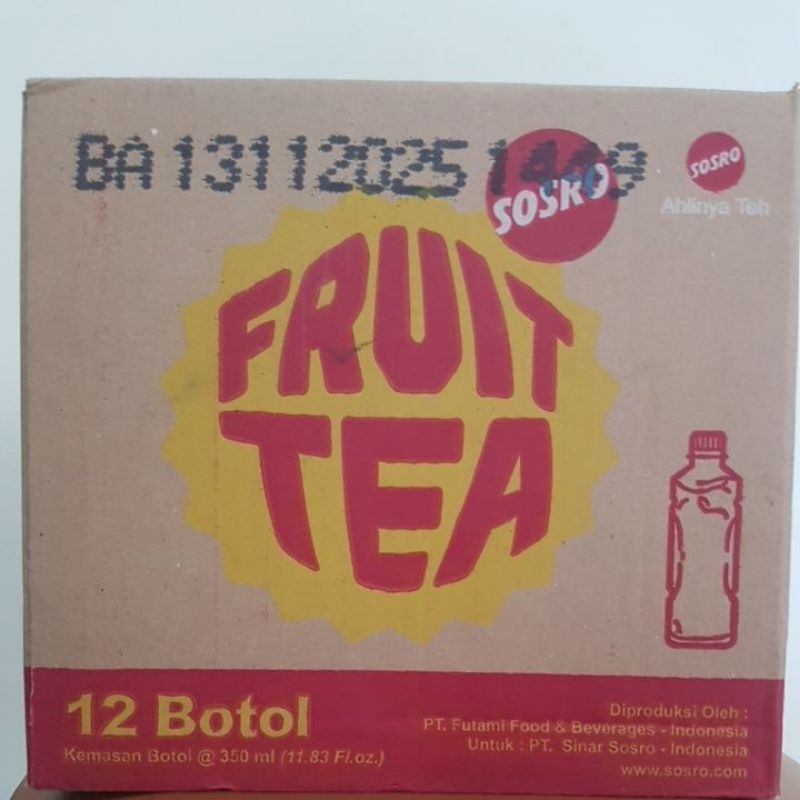 BA 13112025 1449
SOSRO
SOSRO
Ahlinya Teh
FRUIT
TEA
12 Botol
Kemasan Botol @ 350 ml (11.83 Fl.oz.)
Diproduksi Oleh :
PT. Futami Food & Beverages - Indonesia
Untuk : PT. Sinar Sosro - Indonesia
www.sosro.com